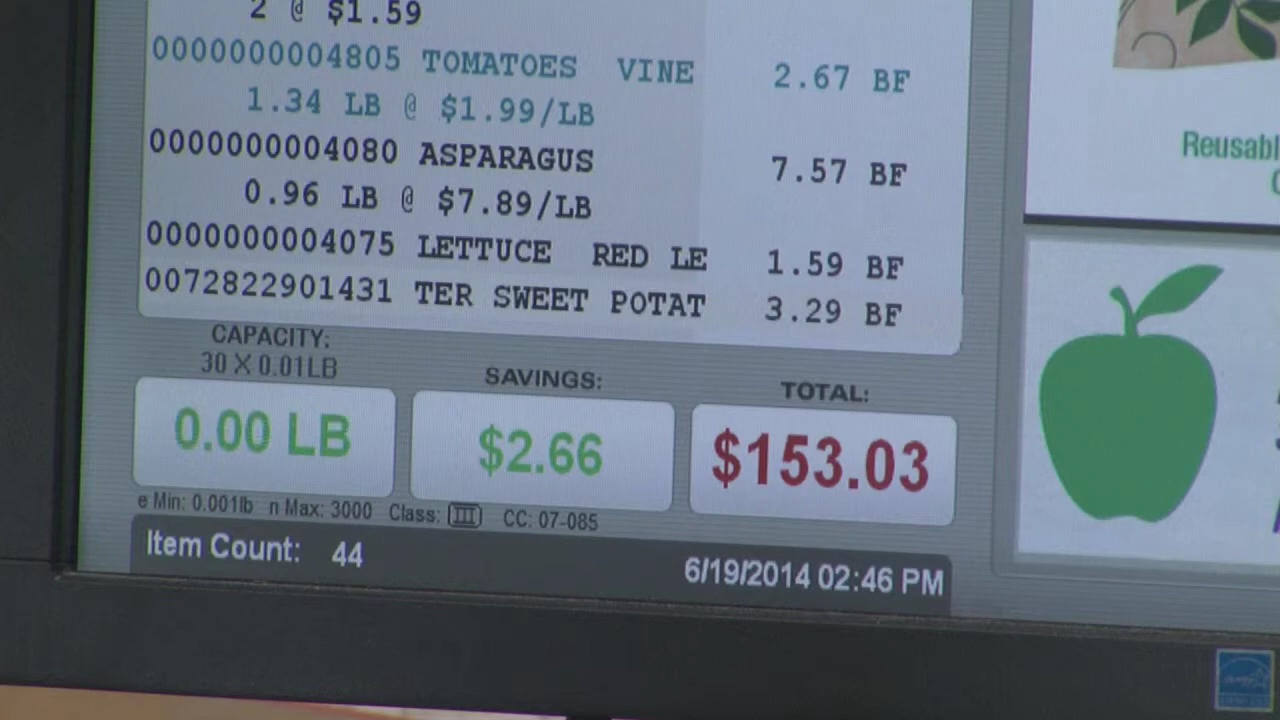 2 @ $1.59
0000000004805 TOMATOES VINE 2.67 BF
1.34 LB @ $1.99/LB
0000000004080 ASPARAGUS 7.57 BF
0.96 LB @ $7.89/LB
0000000004075 LETTUCE RED LE 1.59 BF
0072822901431 TER SWEET POTAT 3.29 BF
CAPACITY:
30 X 0.01LB
SAVINGS:
TOTAL:
0.00 LB
$2.66
$153.03
e Min: 0.001lb n Max: 3000 Class: III CC: 07-085
Item Count: 44
6/19/2014 02:46 PM
Reusabl